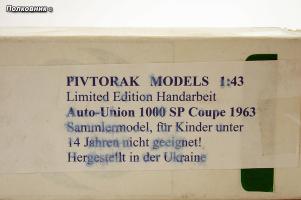 Полковник ©
PIVTORAK MODELS 1:43
Limited Edition Handarbeit
Auto-Union 1000 SP Coupe 1963
Sammlermodel, für Kinder unter
14 Jahren nicht geeignet!
Hergestellt in der Ukraine